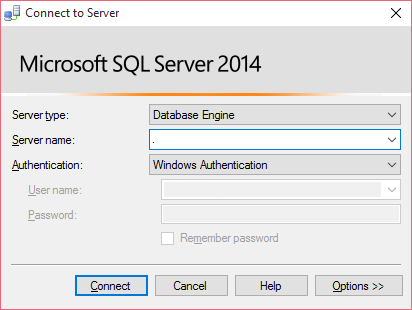 Connect to Server
Microsoft SQL Server 2014
Server type: Database Engine
Server name: .
Authentication: Windows Authentication
User name:
Password:
Remember password
Connect Cancel Help Options >>